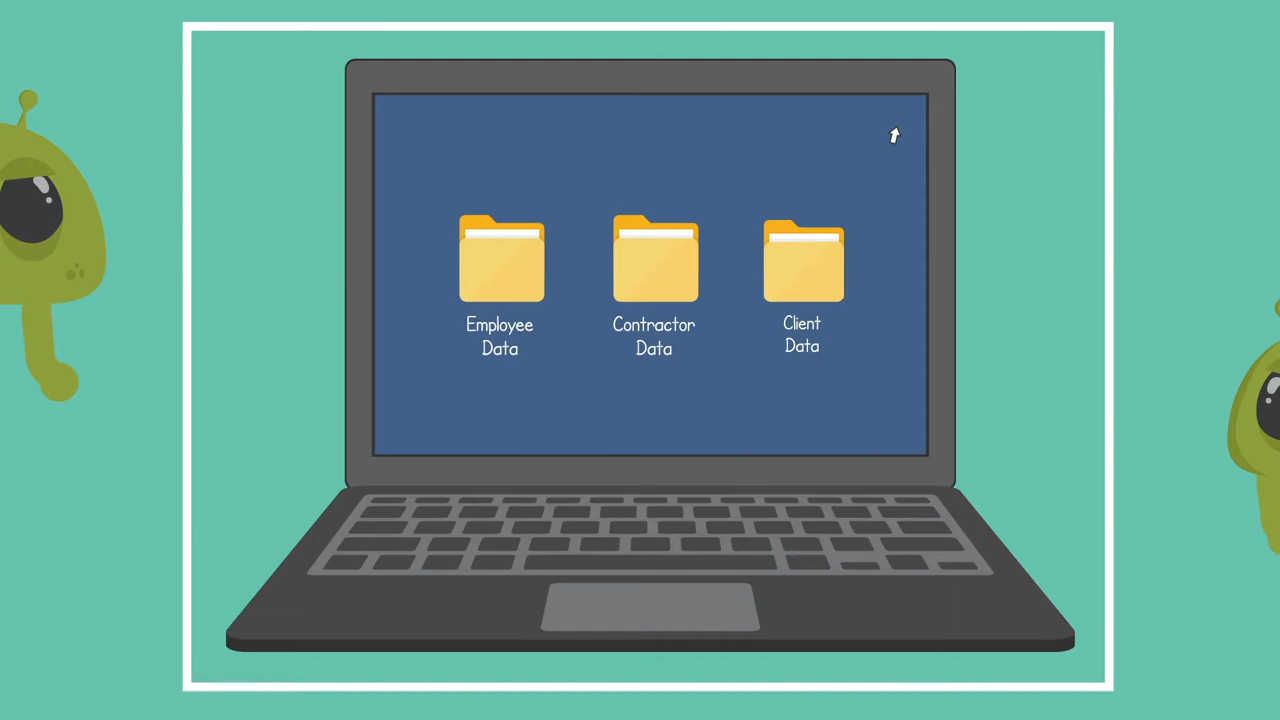 Employee
Data
Contractor
Data
Client
Data